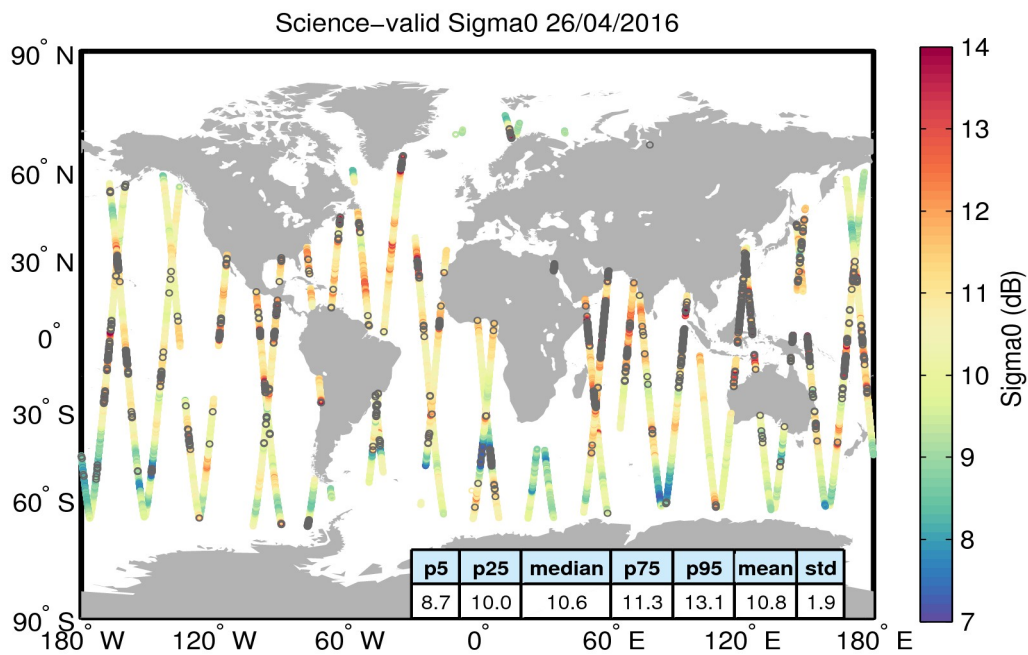 Science−valid Sigma0 26/04/2016
90° N
60° N
30° N
0°
30° S
60° S
90° S
180° W
120° W
60° W
0°
60° E
120° E
180° E
p5 p25 median p75 p95 mean std
8.7 10.0 10.6 11.3 13.1 10.8 1.9
14
13
12
11
10
9
8
7
Sigma0 (dB)